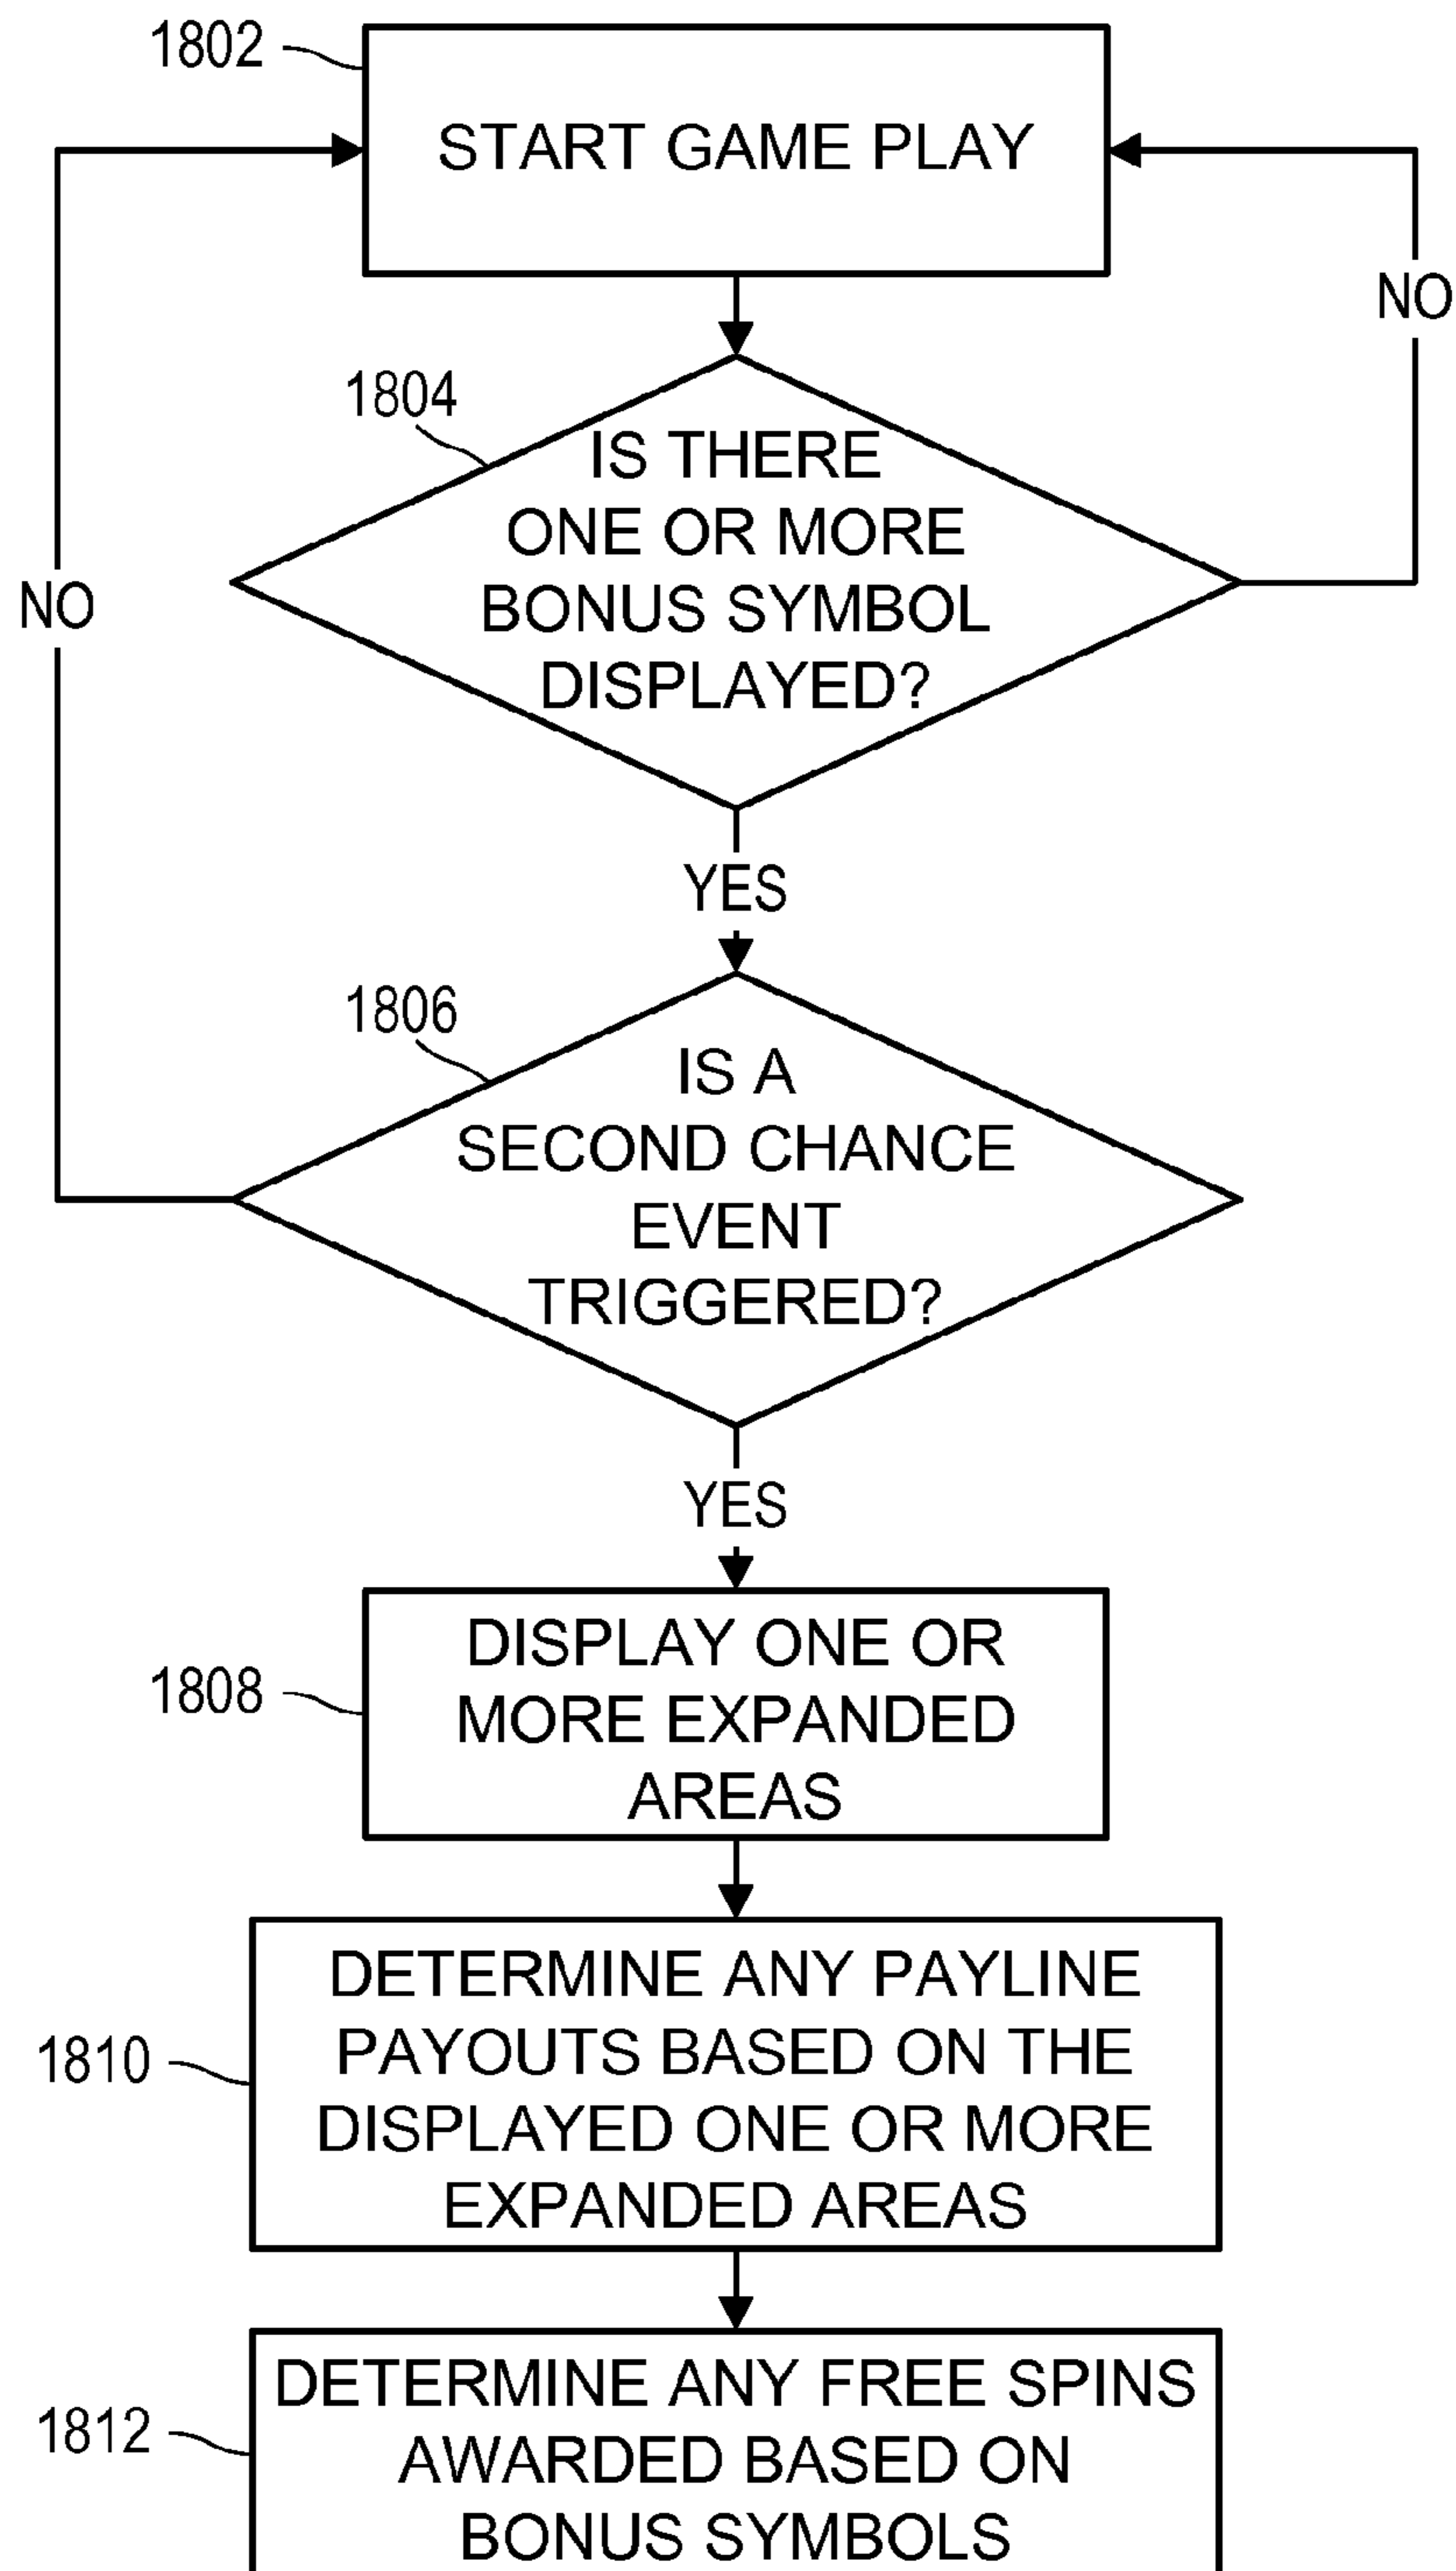 1802
START GAME PLAY
NO
1804
IS THERE
ONE OR MORE
BONUS SYMBOL
DISPLAYED?
NO
YES
1806
IS A
SECOND CHANCE
EVENT
TRIGGERED?
YES
1808
DISPLAY ONE OR
MORE EXPANDED
AREAS
1810
DETERMINE ANY PAYLINE
PAYOUTS BASED ON THE
DISPLAYED ONE OR MORE
EXPANDED AREAS
1812
DETERMINE ANY FREE SPINS
AWARDED BASED ON
BONUS SYMBOLS